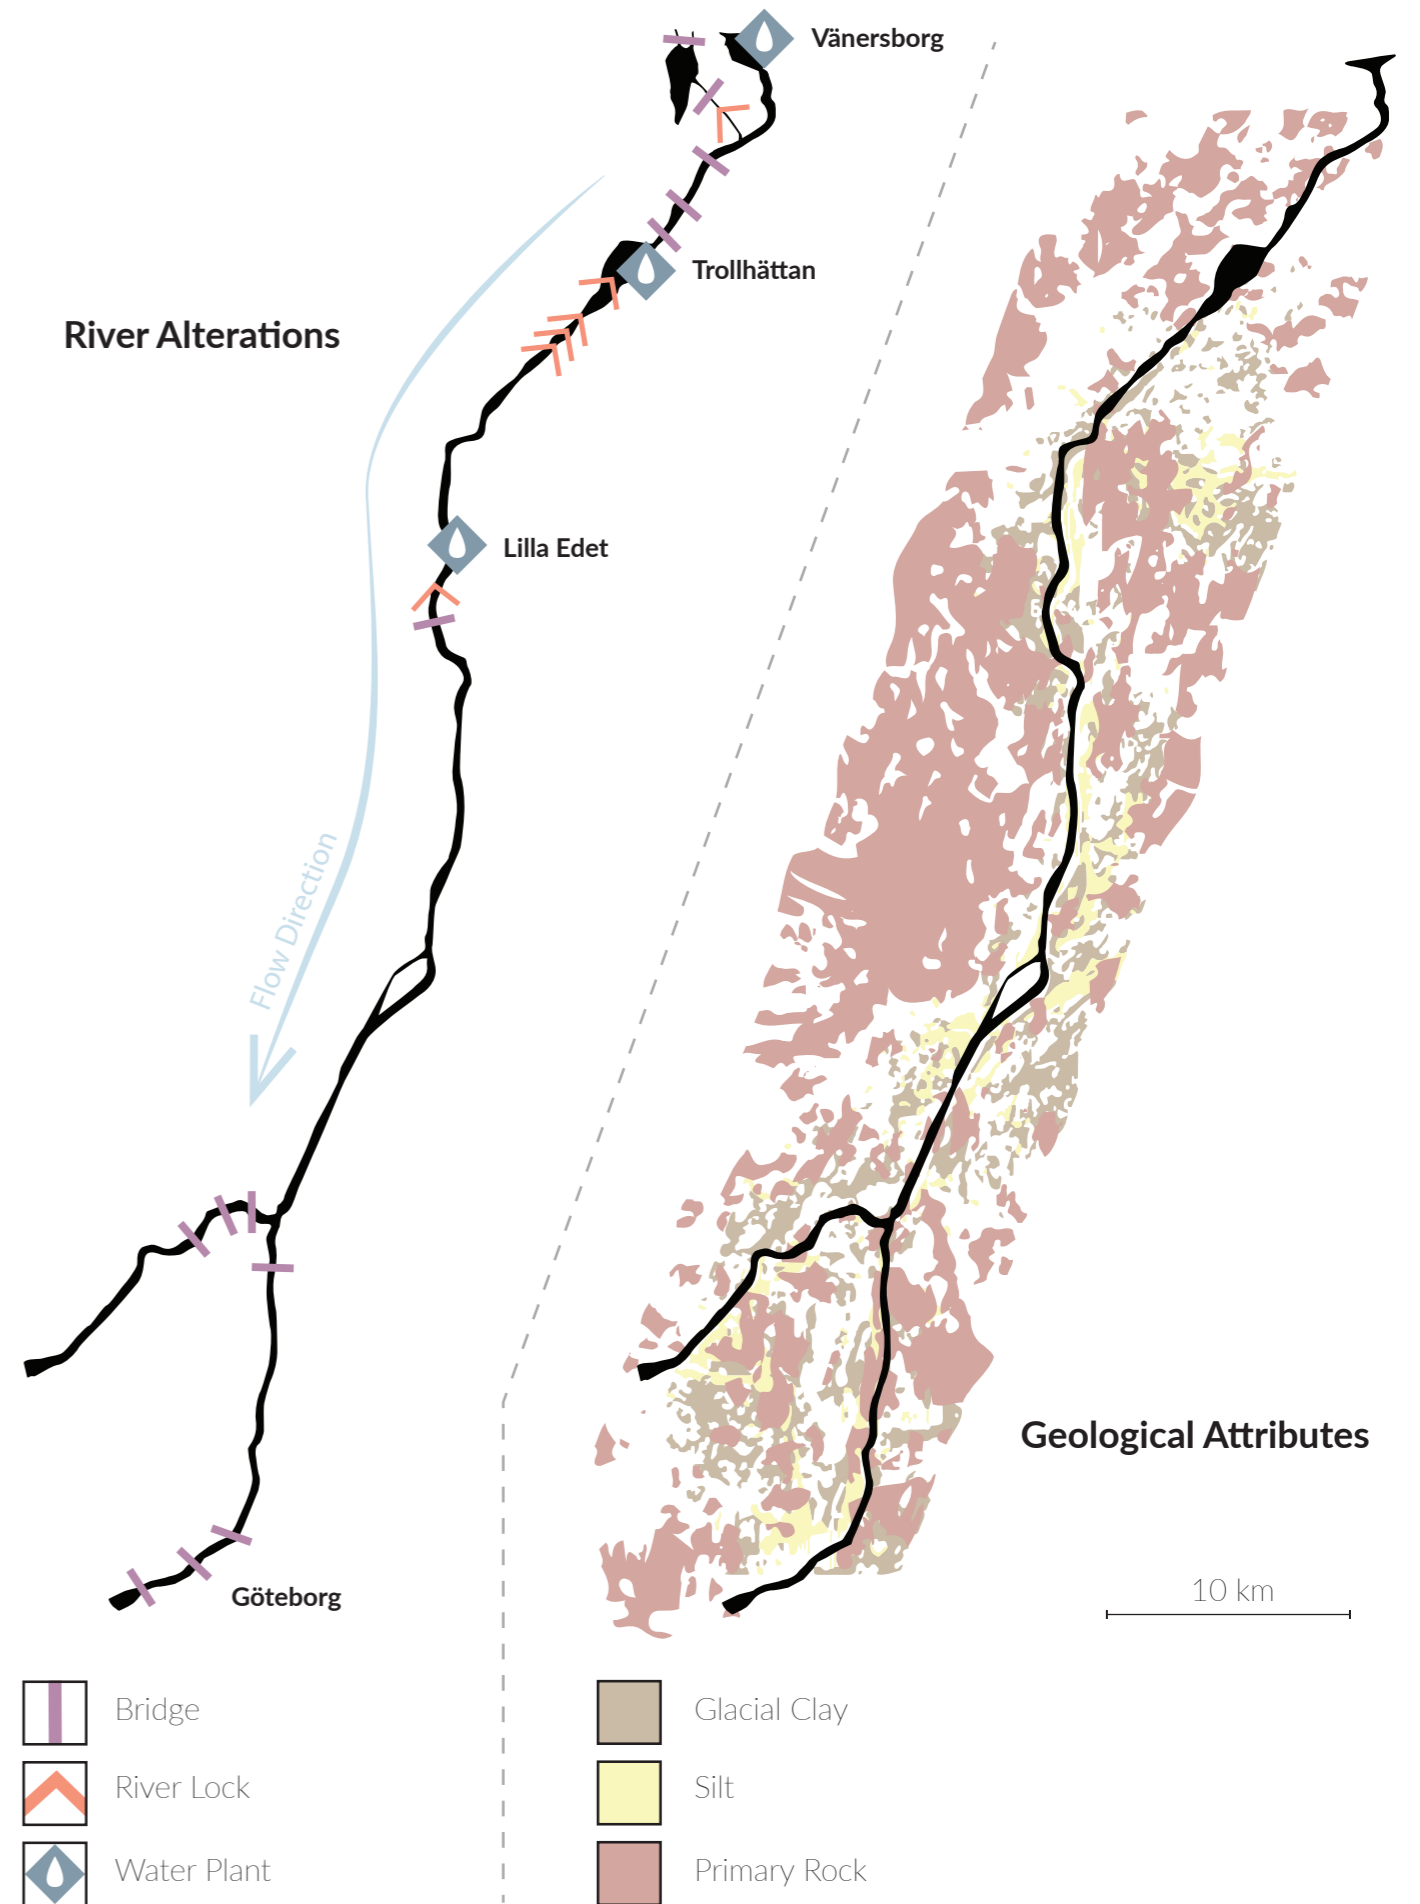 Vänersborg
Trollhättan
River Alterations
Lilla Edet
Flow Direction
Geological Attributes
Göteborg
10 km
Bridge
Glacial Clay
River Lock
Silt
Water Plant
Primary Rock